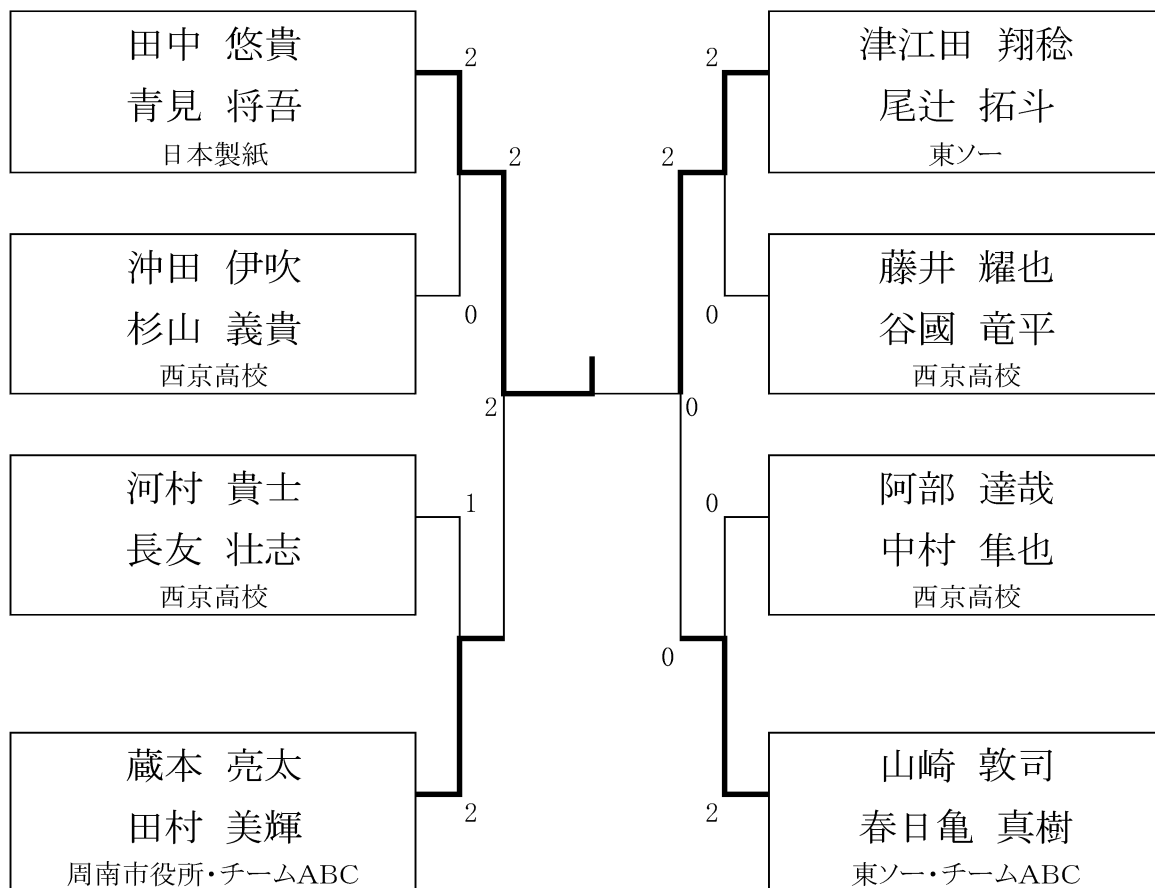 田中 悠貴
青見 将吾
日本製紙
2
2
沖田 伊吹
杉山 義貴
西京高校
0
2
河村 貴士
長友 壮志
西京高校
1
蔵本 亮太
田村 美輝
周南市役所・チームABC
2
津江田 翔稔
尾辻 拓斗
東ソー
2
2
藤井 耀也
谷國 竜平
西京高校
0
0
阿部 達哉
中村 隼也
西京高校
0
0
山崎 敦司
春日亀 真樹
東ソー・チームABC
2